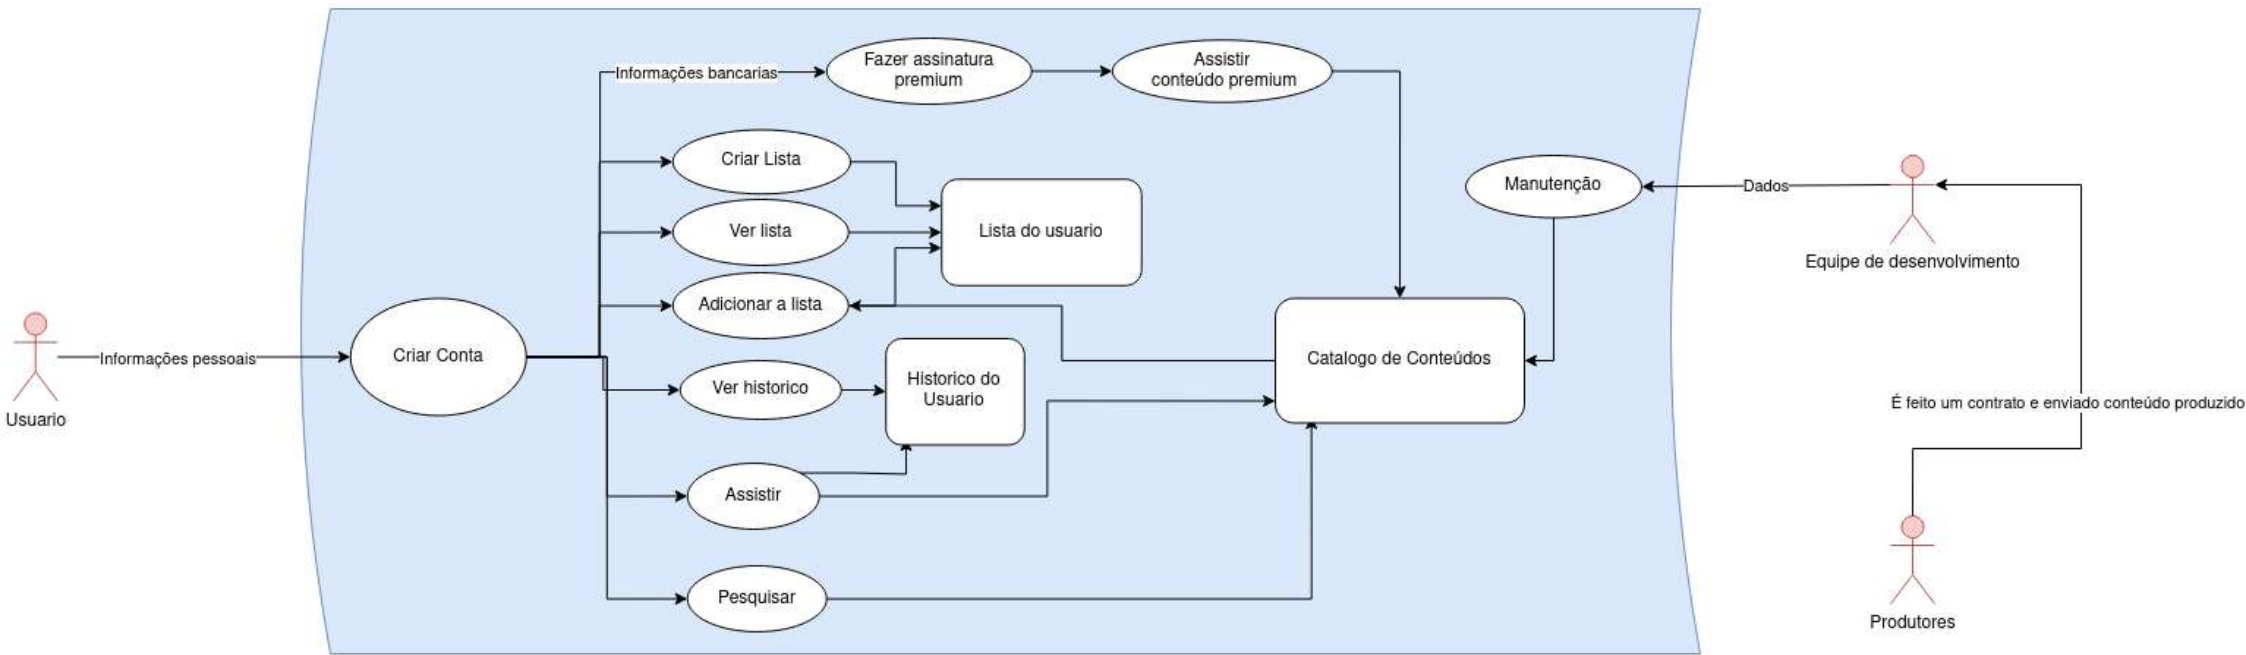 Informações bancarias
Fazer assinatura
premium
Assistir
conteúdo premium
Criar Lista
Ver lista
Adicionar a lista
Lista do usuario
Manutenção
Dados
Equipe de desenvolvimento
Usuario
Informações pessoais
Criar Conta
Ver historico
Historico do
Usuario
Catalogo de Conteúdos
É feito um contrato e enviado conteúdo produzido
Assistir
Pesquisar
Produtores